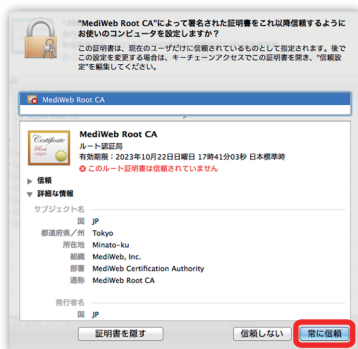 "MediWeb Root CA"によって署名された証明書をこれ以降信頼するように
お使いのコンピュータを設定しますか？
この証明書は、現在のユーザだけに信頼されているものとして指定されます。後で
この設定を変更する場合は、キーチェーンアクセスでこの証明書を開き、"信頼設
定"を編集してください。
MediWeb Root CA
Certificate
Root
MediWeb Root CA
ルート認証局
有効期限：2023年10月22日日曜日 17時41分03秒 日本標準時
このルート証明書は信頼されていません
▶ 信頼
▼ 詳細な情報
サブジェクト名
国 JP
都道府県／州 Tokyo
所在地 Minato-ku
組織 MediWeb, Inc.
部署 MediWeb Certification Authority
通称 MediWeb Root CA
発行者名
国 JP
証明書を隠す 信頼しない 常に信頼